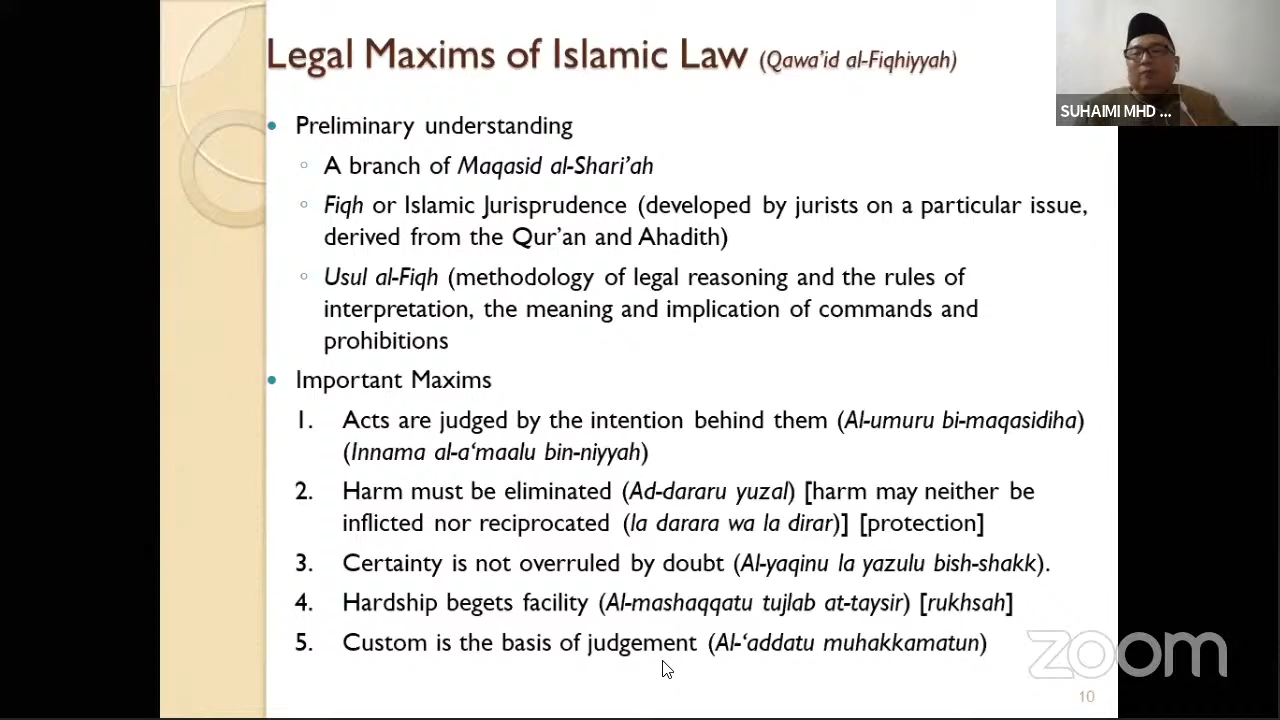 Legal Maxims of Islamic Law (Qawa’id al-Fiqhiyyah)
SUHAIMI MHD ...
• Preliminary understanding
◦ A branch of Maqasid al-Shari’ah
◦ Fiqh or Islamic Jurisprudence (developed by jurists on a particular issue,
derived from the Qur’an and Ahadith)
◦ Usul al-Fiqh (methodology of legal reasoning and the rules of
interpretation, the meaning and implication of commands and
prohibitions
• Important Maxims
1. Acts are judged by the intention behind them (Al-umuru bi-maqasidiha)
(Innama al-a‘maalu bin-niyyah)
2. Harm must be eliminated (Ad-dararu yuzal) [harm may neither be
inflicted nor reciprocated (la darara wa la dirar)] [protection]
3. Certainty is not overruled by doubt (Al-yaqinu la yazulu bish-shakk).
4. Hardship begets facility (Al-mashaqqatu tujlab at-taysir) [rukhsah]
5. Custom is the basis of judgement (Al-‘addatu muhakkamatun)
zoom
10